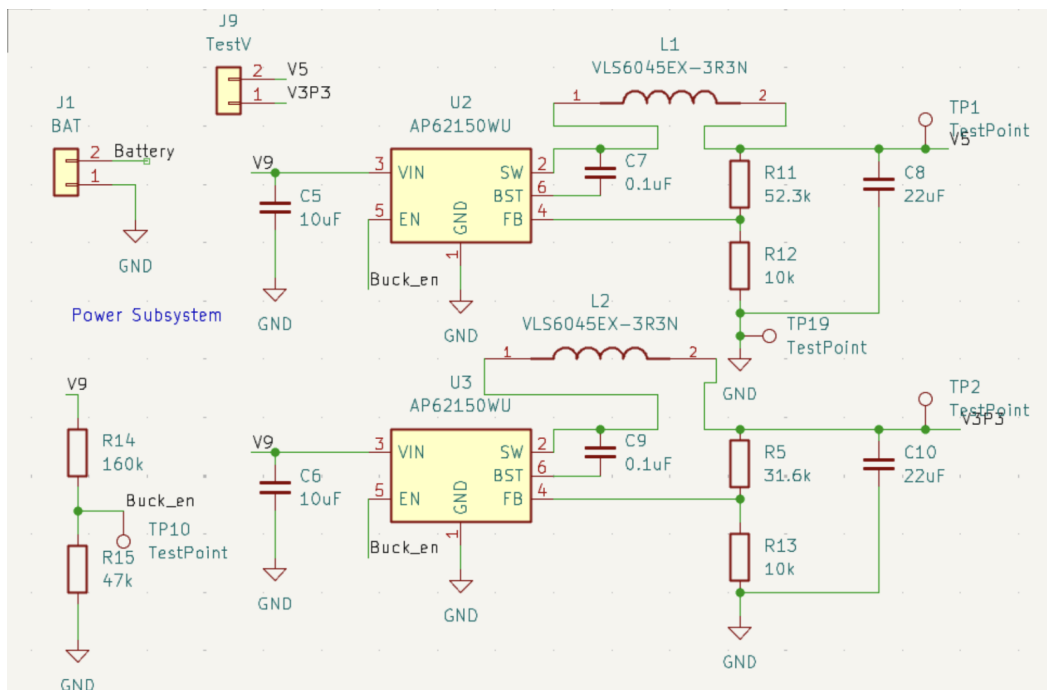 J9
TestV
2 V5
1 V3P3
J1
BAT
2 Battery
1
GND
L1
VLS6045EX-3R3N
1 2
U2
AP62150WU
V9
3 VIN SW 2
BST 6
5 EN GND FB 4
1
C5
10uF
GND
Buck_en
GND
C7
0.1uF
TP1
TestPoint
V5
R11
52.3k
C8
22uF
R12
10k
TP19
TestPoint
GND
Power Subsystem
L2
VLS6045EX-3R3N
1 2
U3
AP62150WU
V9
3 VIN SW 2
BST 6
5 EN GND FB 4
1
C6
10uF
GND
Buck_en
GND
C9
0.1uF
TP2
TestPoint
V3P3
R5
31.6k
C10
22uF
R13
10k
GND
V9
R14
160k
Buck_en
TP10
TestPoint
R15
47k
GND